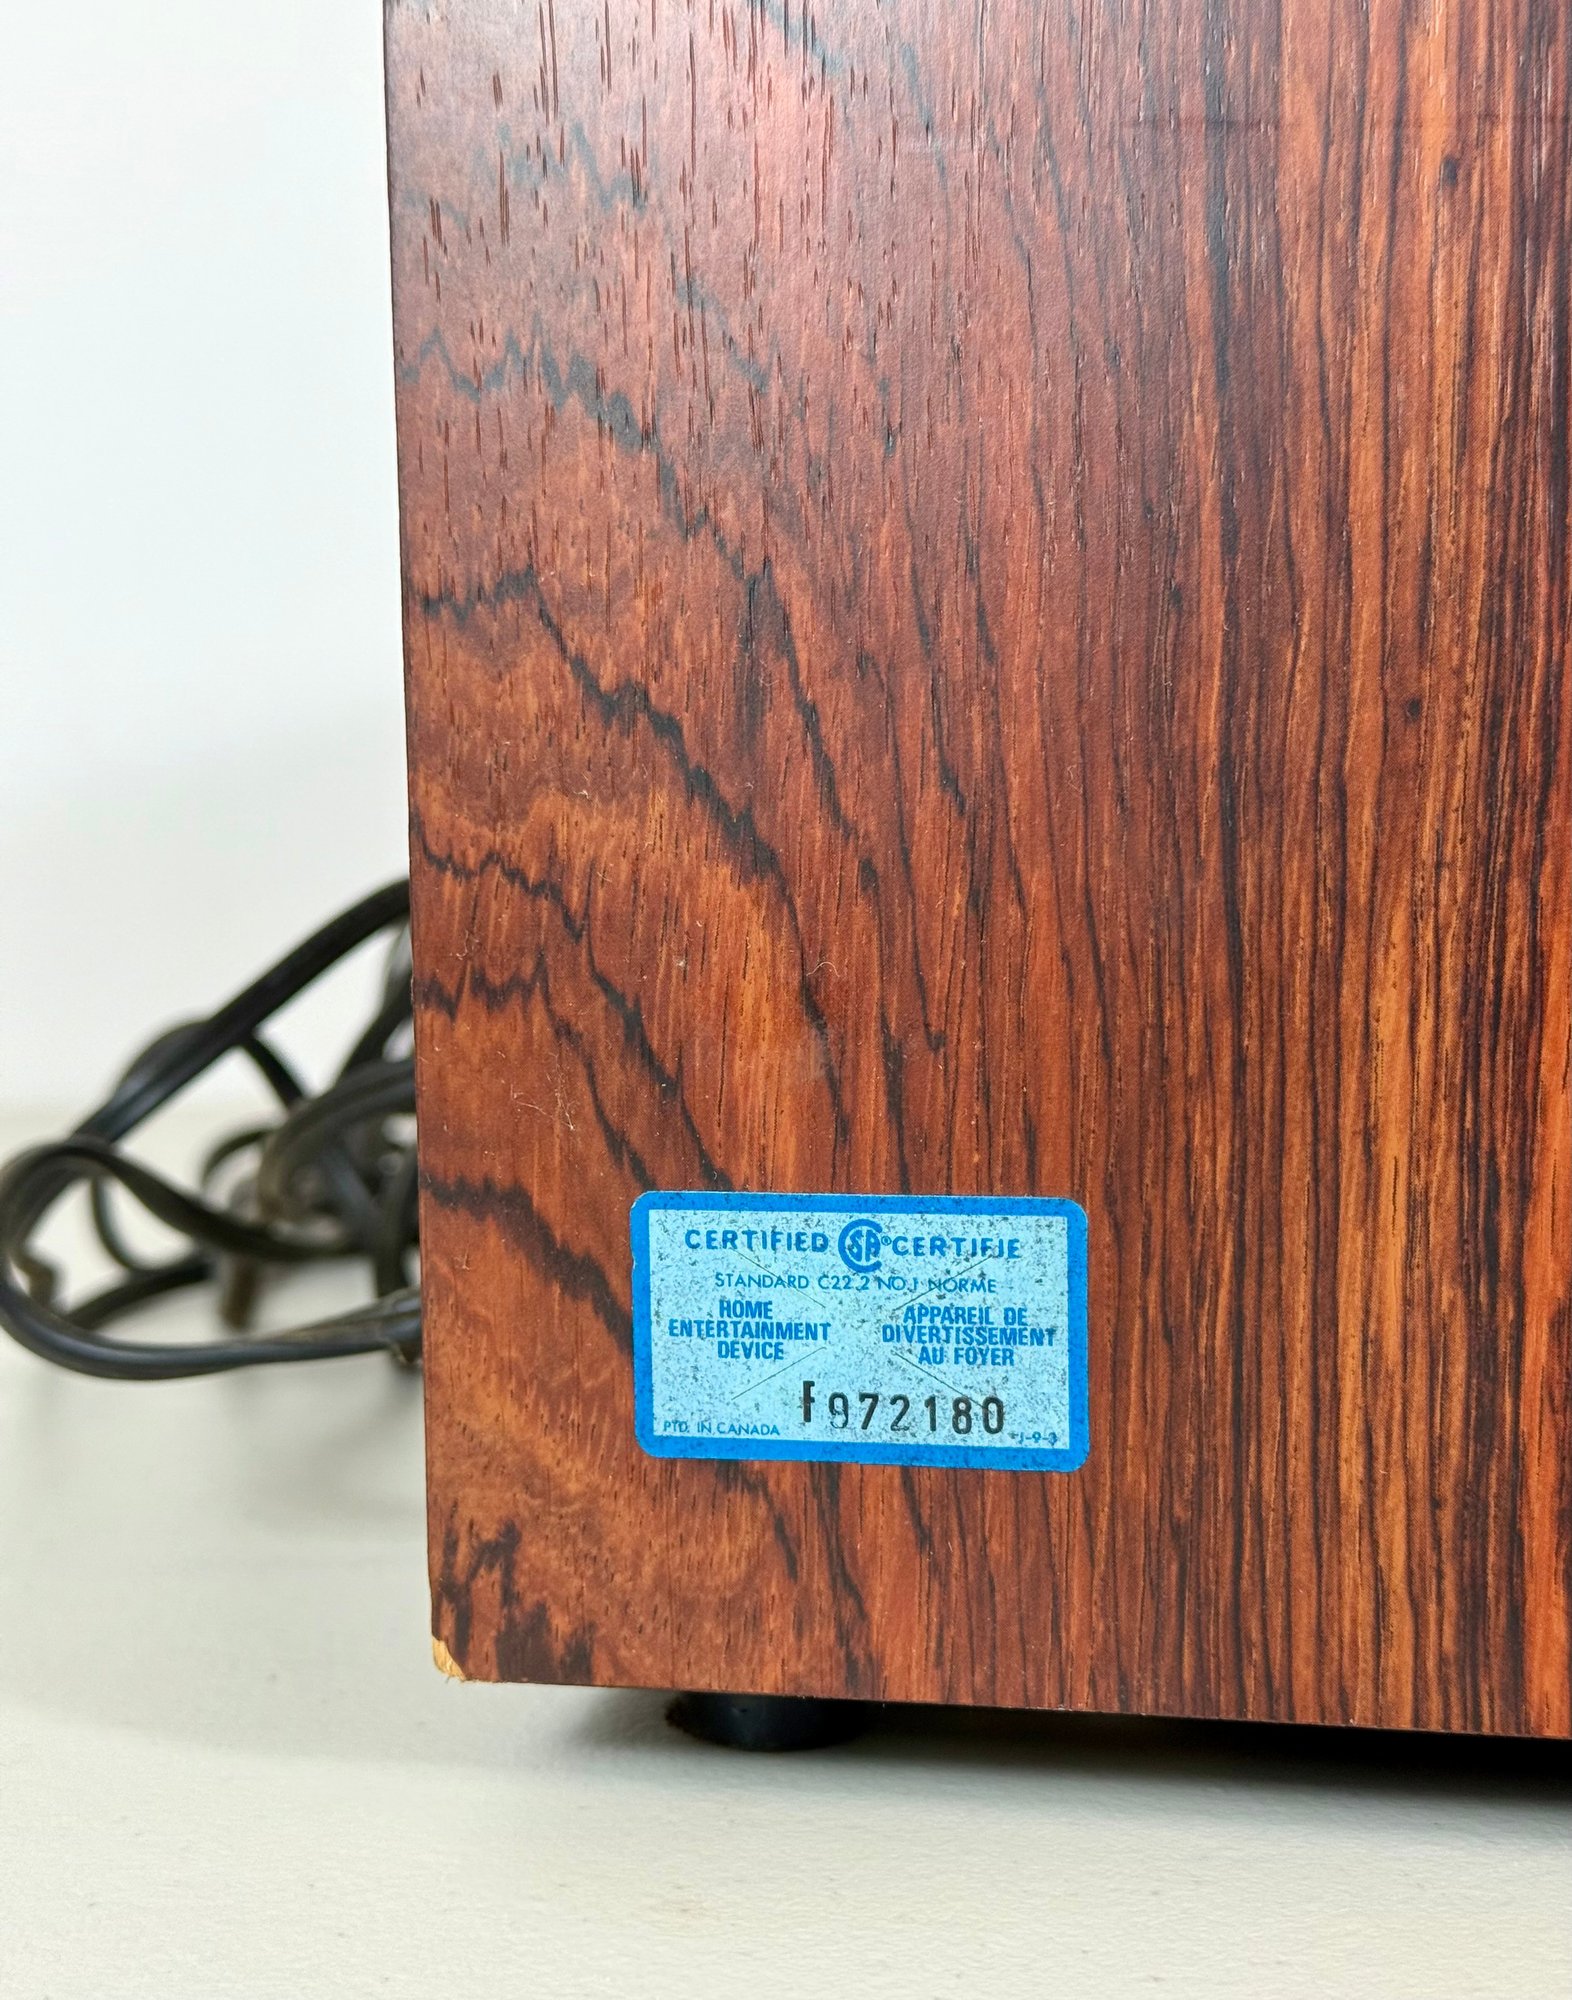 CERTIFIED CSA® CERTIFIE
STANDARD C22.2 NO.1 NORME
HOME
ENTERTAINMENT
DEVICE
APPAREIL DE
DIVERTISSEMENT
AU FOYER
F972180
PTD. IN CANADA